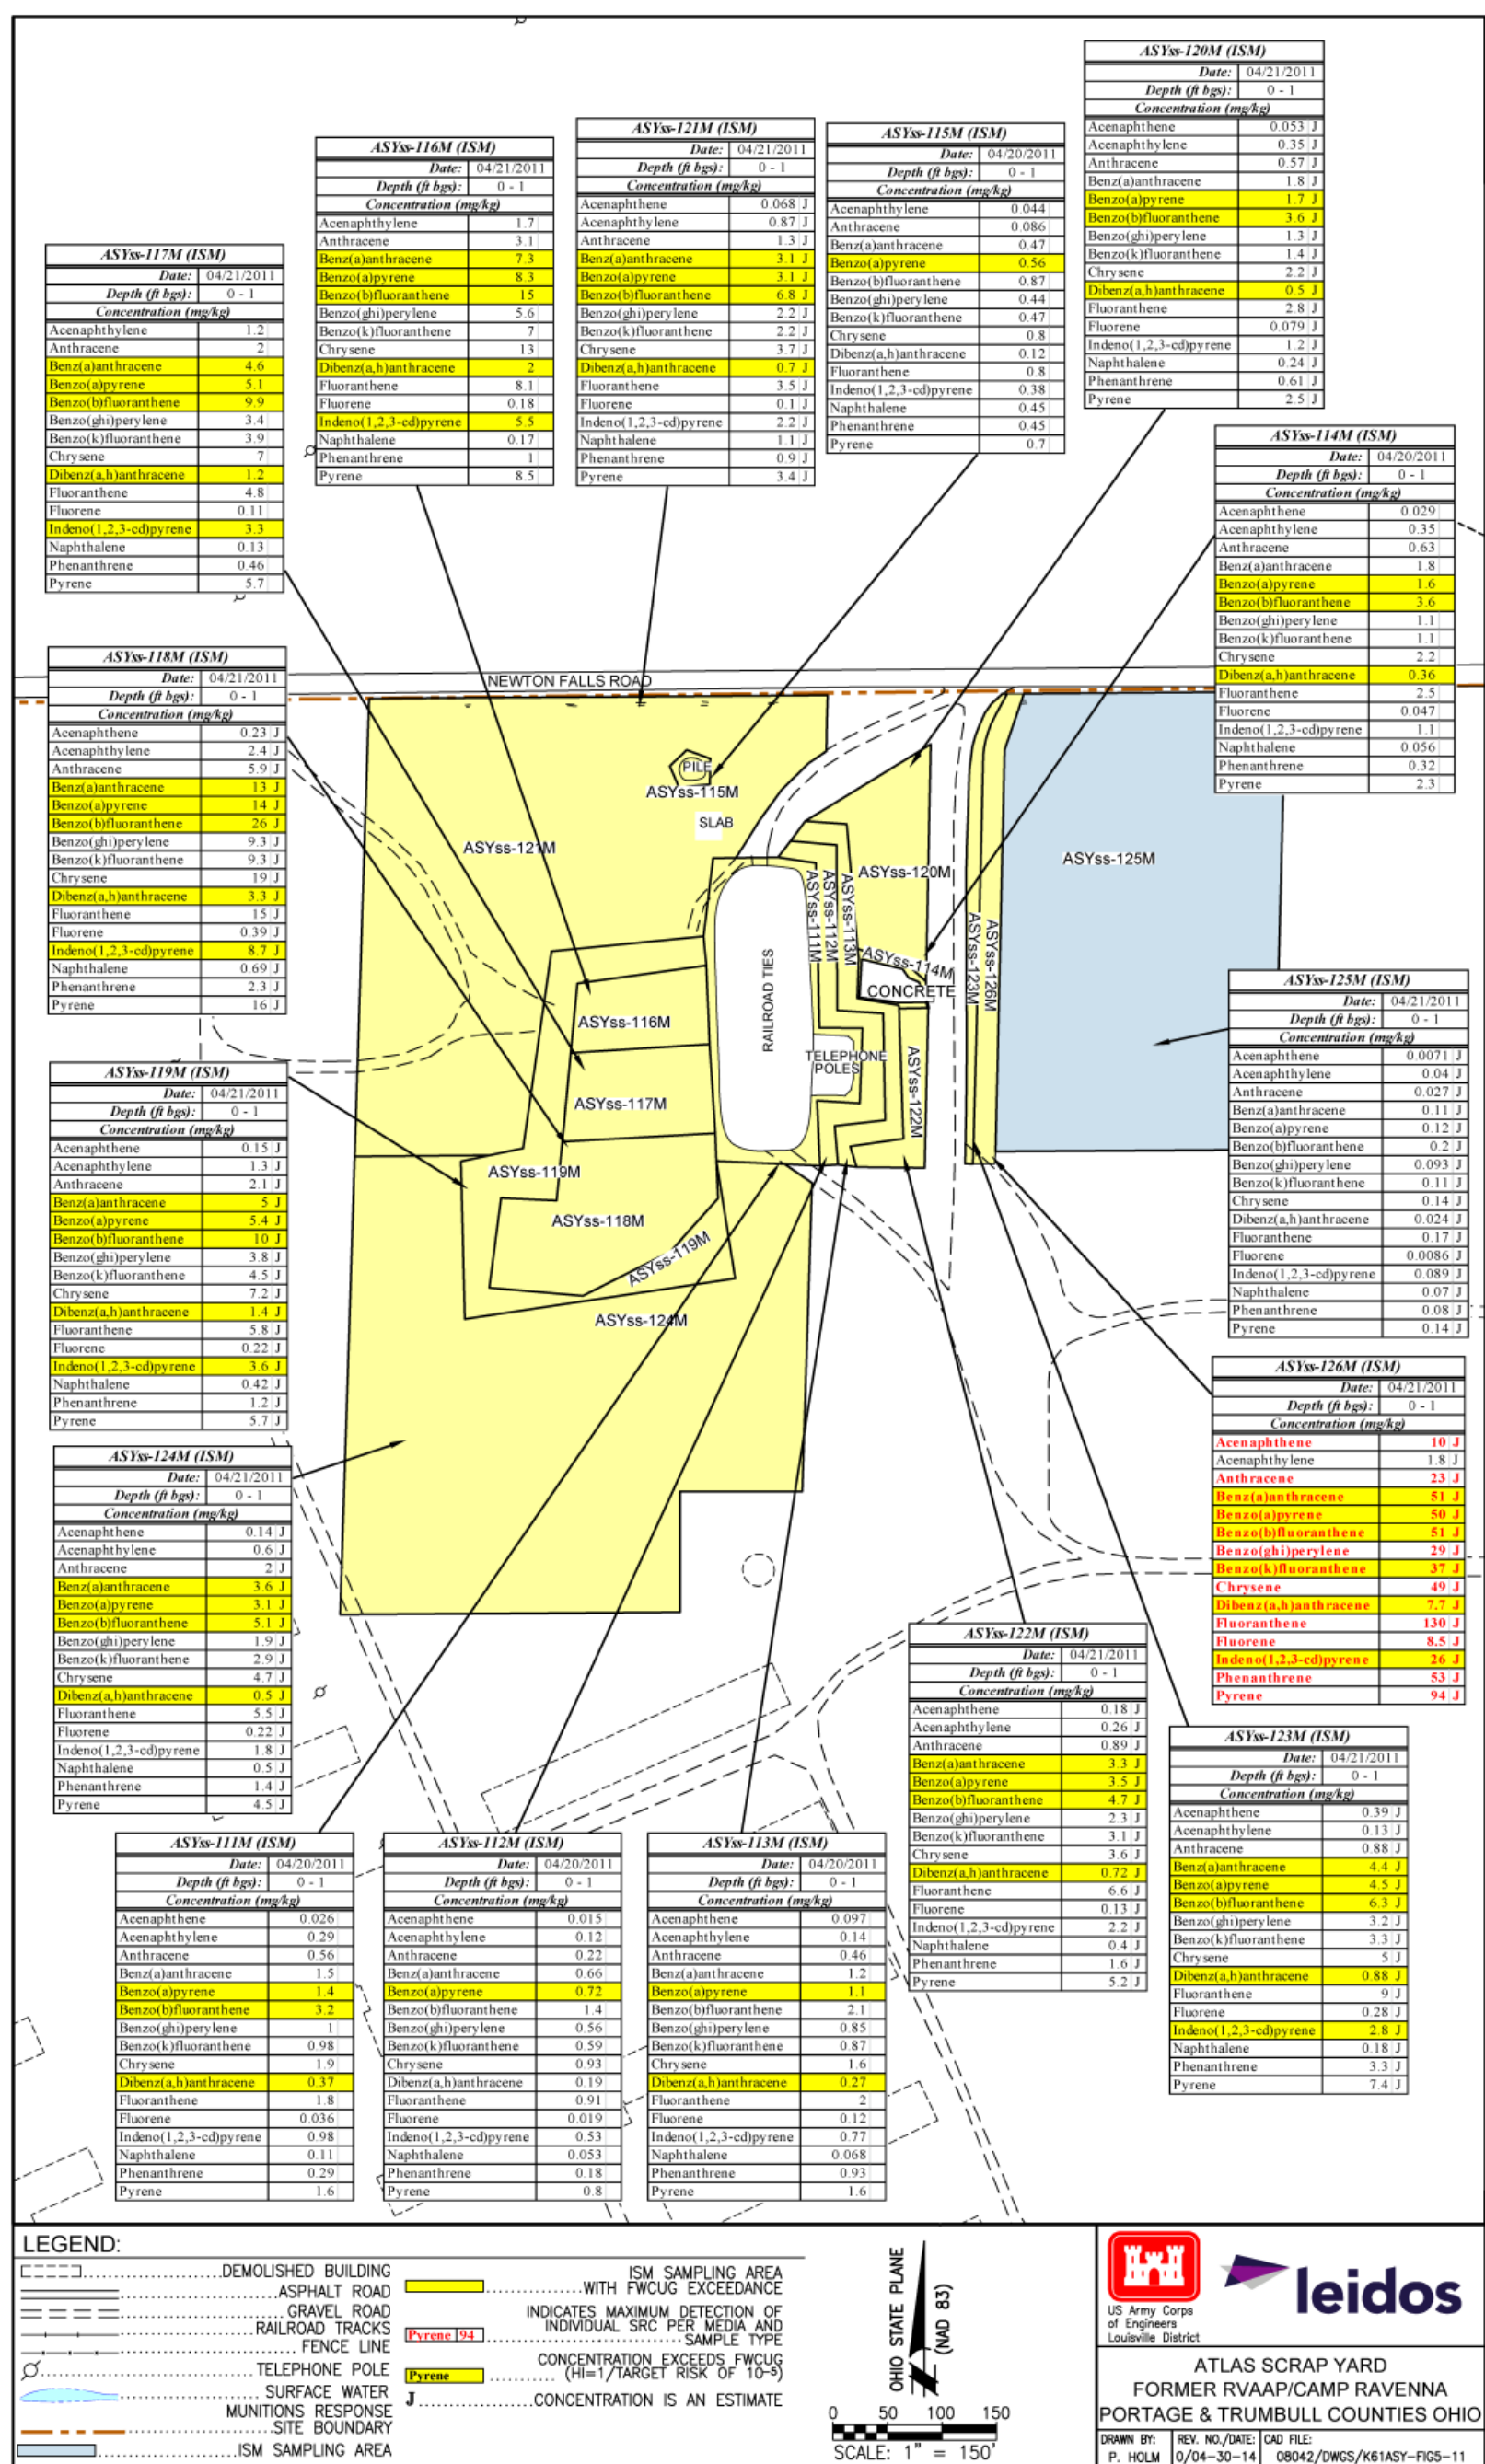 ASYss-120M (ISM)
Date: 04/21/2011
Depth (ft bgs): 0 - 1
Concentration (mg/kg)
Acenaphthene 0.053 J
Acenaphthylene 0.35 J
Anthracene 0.57 J
Benz(a)anthracene 1.8 J
Benzo(a)pyrene 1.7 J
Benzo(b)fluoranthene 3.6 J
Benzo(ghi)perylene 1.3 J
Benzo(k)fluoranthene 1.4 J
Chrysene 2.2 J
Dibenz(a,h)anthracene 0.5 J
Fluoranthene 2.8 J
Fluorene 0.079 J
Indeno(1,2,3-cd)pyrene 1.2 J
Naphthalene 0.24 J
Phenanthrene 0.61 J
Pyrene 2.5 J
ASYss-121M (ISM)
Date: 04/21/2011
Depth (ft bgs): 0 - 1
Concentration (mg/kg)
Acenaphthene 0.068 J
Acenaphthylene 0.87 J
Anthracene 1.3 J
Benz(a)anthracene 3.1 J
Benzo(a)pyrene 3.1 J
Benzo(b)fluoranthene 6.8 J
Benzo(ghi)perylene 2.2 J
Benzo(k)fluoranthene 2.2 J
Chrysene 3.7 J
Dibenz(a,h)anthracene 0.7 J
Fluoranthene 3.5 J
Fluorene 0.1 J
Indeno(1,2,3-cd)pyrene 2.2 J
Naphthalene 1.1 J
Phenanthrene 0.9 J
Pyrene 3.4 J
ASYss-115M (ISM)
Date: 04/20/2011
Depth (ft bgs): 0 - 1
Concentration (mg/kg)
Acenaphthylene 0.044
Anthracene 0.086
Benz(a)anthracene 0.47
Benzo(a)pyrene 0.56
Benzo(b)fluoranthene 0.87
Benzo(ghi)perylene 0.44
Benzo(k)fluoranthene 0.47
Chrysene 0.8
Dibenz(a,h)anthracene 0.12
Fluoranthene 0.8
Indeno(1,2,3-cd)pyrene 0.38
Naphthalene 0.45
Phenanthrene 0.45
Pyrene 0.7
ASYss-116M (ISM)
Date: 04/21/2011
Depth (ft bgs): 0 - 1
Concentration (mg/kg)
Acenaphthylene 1.7
Anthracene 3.1
Benz(a)anthracene 7.3
Benzo(a)pyrene 8.3
Benzo(b)fluoranthene 15
Benzo(ghi)perylene 5.6
Benzo(k)fluoranthene 7
Chrysene 13
Dibenz(a,h)anthracene 2
Fluoranthene 8.1
Fluorene 0.18
Indeno(1,2,3-cd)pyrene 5.5
Naphthalene 0.17
Phenanthrene 1
Pyrene 8.5
ASYss-117M (ISM)
Date: 04/21/2011
Depth (ft bgs): 0 - 1
Concentration (mg/kg)
Acenaphthylene 1.2
Anthracene 2
Benz(a)anthracene 4.6
Benzo(a)pyrene 5.1
Benzo(b)fluoranthene 9.9
Benzo(ghi)perylene 3.4
Benzo(k)fluoranthene 3.9
Chrysene 7
Dibenz(a,h)anthracene 1.2
Fluoranthene 4.8
Fluorene 0.11
Indeno(1,2,3-cd)pyrene 3.3
Naphthalene 0.13
Phenanthrene 0.46
Pyrene 5.7
ASYss-114M (ISM)
Date: 04/20/2011
Depth (ft bgs): 0 - 1
Concentration (mg/kg)
Acenaphthene 0.029
Acenaphthylene 0.35
Anthracene 0.63
Benz(a)anthracene 1.8
Benzo(a)pyrene 1.6
Benzo(b)fluoranthene 3.6
Benzo(ghi)perylene 1.1
Benzo(k)fluoranthene 1.1
Chrysene 2.2
Dibenz(a,h)anthracene 0.36
Fluoranthene 2.5
Fluorene 0.047
Indeno(1,2,3-cd)pyrene 1.1
Naphthalene 0.056
Phenanthrene 0.32
Pyrene 2.3
ASYss-118M (ISM)
Date: 04/21/2011
Depth (ft bgs): 0 - 1
Concentration (mg/kg)
Acenaphthene 0.23 J
Acenaphthylene 2.4 J
Anthracene 5.9 J
Benz(a)anthracene 13 J
Benzo(a)pyrene 14 J
Benzo(b)fluoranthene 26 J
Benzo(ghi)perylene 9.3 J
Benzo(k)fluoranthene 9.3 J
Chrysene 19 J
Dibenz(a,h)anthracene 3.3 J
Fluoranthene 15 J
Fluorene 0.39 J
Indeno(1,2,3-cd)pyrene 8.7 J
Naphthalene 0.69 J
Phenanthrene 2.3 J
Pyrene 16 J
NEWTON FALLS ROAD
PILE
ASYss-115M
SLAB
ASYss-121M
ASYss-120M
ASYss-125M
ASYss-111M
ASYss-112M
ASYss-113M
ASYss-114M
CONCRETE
ASYss-123M
ASYss-126M
RAILROAD TIES
ASYss-116M
TELEPHONE
POLES
ASYss-122M
ASYss-117M
ASYss-119M
ASYss-118M
ASYss-119M
ASYss-124M
ASYss-125M (ISM)
Date: 04/21/2011
Depth (ft bgs): 0 - 1
Concentration (mg/kg)
Acenaphthene 0.0071 J
Acenaphthylene 0.04 J
Anthracene 0.027 J
Benz(a)anthracene 0.11 J
Benzo(a)pyrene 0.12 J
Benzo(b)fluoranthene 0.2 J
Benzo(ghi)perylene 0.093 J
Benzo(k)fluoranthene 0.11 J
Chrysene 0.14 J
Dibenz(a,h)anthracene 0.024 J
Fluoranthene 0.17 J
Fluorene 0.0086 J
Indeno(1,2,3-cd)pyrene 0.089 J
Naphthalene 0.07 J
Phenanthrene 0.08 J
Pyrene 0.14 J
ASYss-119M (ISM)
Date: 04/21/2011
Depth (ft bgs): 0 - 1
Concentration (mg/kg)
Acenaphthene 0.15 J
Acenaphthylene 1.3 J
Anthracene 2.1 J
Benz(a)anthracene 5 J
Benzo(a)pyrene 5.4 J
Benzo(b)fluoranthene 10 J
Benzo(ghi)perylene 3.8 J
Benzo(k)fluoranthene 4.5 J
Chrysene 7.2 J
Dibenz(a,h)anthracene 1.4 J
Fluoranthene 5.8 J
Fluorene 0.22 J
Indeno(1,2,3-cd)pyrene 3.6 J
Naphthalene 0.42 J
Phenanthrene 1.2 J
Pyrene 5.7 J
ASYss-126M (ISM)
Date: 04/21/2011
Depth (ft bgs): 0 - 1
Concentration (mg/kg)
Acenaphthene 10 J
Acenaphthylene 1.8 J
Anthracene 23 J
Benz(a)anthracene 51 J
Benzo(a)pyrene 50 J
Benzo(b)fluoranthene 51 J
Benzo(ghi)perylene 29 J
Benzo(k)fluoranthene 37 J
Chrysene 49 J
Dibenz(a,h)anthracene 7.7 J
Fluoranthene 130 J
Fluorene 8.5 J
Indeno(1,2,3-cd)pyrene 26 J
Phenanthrene 53 J
Pyrene 94 J
ASYss-124M (ISM)
Date: 04/21/2011
Depth (ft bgs): 0 - 1
Concentration (mg/kg)
Acenaphthene 0.14 J
Acenaphthylene 0.6 J
Anthracene 2 J
Benz(a)anthracene 3.6 J
Benzo(a)pyrene 3.1 J
Benzo(b)fluoranthene 5.1 J
Benzo(ghi)perylene 1.9 J
Benzo(k)fluoranthene 2.9 J
Chrysene 4.7 J
Dibenz(a,h)anthracene 0.5 J
Fluoranthene 5.5 J
Fluorene 0.22 J
Indeno(1,2,3-cd)pyrene 1.8 J
Naphthalene 0.5 J
Phenanthrene 1.4 J
Pyrene 4.5 J
ASYss-122M (ISM)
Date: 04/21/2011
Depth (ft bgs): 0 - 1
Concentration (mg/kg)
Acenaphthene 0.18 J
Acenaphthylene 0.26 J
Anthracene 0.89 J
Benz(a)anthracene 3.3 J
Benzo(a)pyrene 3.5 J
Benzo(b)fluoranthene 4.7 J
Benzo(ghi)perylene 2.3 J
Benzo(k)fluoranthene 3.1 J
Chrysene 3.6 J
Dibenz(a,h)anthracene 0.72 J
Fluoranthene 6.6 J
Fluorene 0.13 J
Indeno(1,2,3-cd)pyrene 2.2 J
Naphthalene 0.4 J
Phenanthrene 1.6 J
Pyrene 5.2 J
ASYss-123M (ISM)
Date: 04/21/2011
Depth (ft bgs): 0 - 1
Concentration (mg/kg)
Acenaphthene 0.39 J
Acenaphthylene 0.13 J
Anthracene 0.88 J
Benz(a)anthracene 4.4 J
Benzo(a)pyrene 4.5 J
Benzo(b)fluoranthene 6.3 J
Benzo(ghi)perylene 3.2 J
Benzo(k)fluoranthene 3.3 J
Chrysene 5 J
Dibenz(a,h)anthracene 0.88 J
Fluoranthene 9 J
Fluorene 0.28 J
Indeno(1,2,3-cd)pyrene 2.8 J
Naphthalene 0.18 J
Phenanthrene 3.3 J
Pyrene 7.4 J
ASYss-111M (ISM)
Date: 04/20/2011
Depth (ft bgs): 0 - 1
Concentration (mg/kg)
Acenaphthene 0.026
Acenaphthylene 0.29
Anthracene 0.56
Benz(a)anthracene 1.5
Benzo(a)pyrene 1.4
Benzo(b)fluoranthene 3.2
Benzo(ghi)perylene 1
Benzo(k)fluoranthene 0.98
Chrysene 1.9
Dibenz(a,h)anthracene 0.37
Fluoranthene 1.8
Fluorene 0.036
Indeno(1,2,3-cd)pyrene 0.98
Naphthalene 0.11
Phenanthrene 0.29
Pyrene 1.6
ASYss-112M (ISM)
Date: 04/20/2011
Depth (ft bgs): 0 - 1
Concentration (mg/kg)
Acenaphthene 0.015
Acenaphthylene 0.12
Anthracene 0.22
Benz(a)anthracene 0.66
Benzo(a)pyrene 0.72
Benzo(b)fluoranthene 1.4
Benzo(ghi)perylene 0.56
Benzo(k)fluoranthene 0.59
Chrysene 0.93
Dibenz(a,h)anthracene 0.19
Fluoranthene 0.91
Fluorene 0.019
Indeno(1,2,3-cd)pyrene 0.53
Naphthalene 0.053
Phenanthrene 0.18
Pyrene 0.8
ASYss-113M (ISM)
Date: 04/20/2011
Depth (ft bgs): 0 - 1
Concentration (mg/kg)
Acenaphthene 0.097
Acenaphthylene 0.14
Anthracene 0.46
Benz(a)anthracene 1.2
Benzo(a)pyrene 1.1
Benzo(b)fluoranthene 2.1
Benzo(ghi)perylene 0.85
Benzo(k)fluoranthene 0.87
Chrysene 1.6
Dibenz(a,h)anthracene 0.27
Fluoranthene 2
Fluorene 0.12
Indeno(1,2,3-cd)pyrene 0.77
Naphthalene 0.068
Phenanthrene 0.93
Pyrene 1.6
LEGEND:
DEMOLISHED BUILDING
ASPHALT ROAD
GRAVEL ROAD
RAILROAD TRACKS
FENCE LINE
TELEPHONE POLE
SURFACE WATER
MUNITIONS RESPONSE
SITE BOUNDARY
ISM SAMPLING AREA
ISM SAMPLING AREA
WITH FWCUG EXCEEDANCE
INDICATES MAXIMUM DETECTION OF
INDIVIDUAL SRC PER MEDIA AND
Pyrene 94 SAMPLE TYPE
CONCENTRATION EXCEEDS FWCUG
Pyrene (HI=1/TARGET RISK OF 10-5)
J CONCENTRATION IS AN ESTIMATE
OHIO STATE PLANE
(NAD 83)
0 50 100 150
SCALE: 1" = 150'
US Army Corps
of Engineers
Louisville District
leidos
ATLAS SCRAP YARD
FORMER RVAAP/CAMP RAVENNA
PORTAGE & TRUMBULL COUNTIES OHIO
DRAWN BY: REV. NO./DATE: CAD FILE:
P. HOLM 0/04-30-14 08042/DWGS/K61ASY-FIG5-11